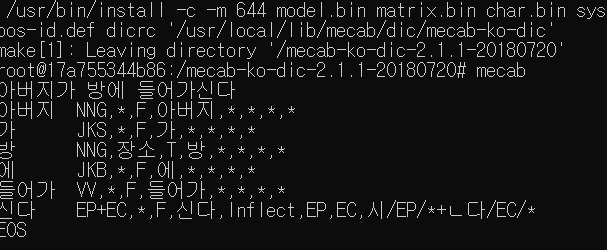 /usr/bin/install -c -m 644 model.bin matrix.bin char.bin sys
pos-id.def dicrc '/usr/local/lib/mecab/dic/mecab-ko-dic'
make[1]: Leaving directory '/mecab-ko-dic-2.1.1-20180720'
root@17a755344b86:/mecab-ko-dic-2.1.1-20180720# mecab
아버지가 방에 들어가신다
아버지 NNG,*,F,아버지,*,*,*,*
가 JKS,*,F,가,*,*,*,*
방 NNG,장소,T,방,*,*,*,*
에 JKB,*,F,에,*,*,*,*
들어가 VV,*,F,들어가,*,*,*,*
신다 EP+EC,*,F,신다,Inflect,EP,EC,시/EP/*+ㄴ다/EC/*
EOS